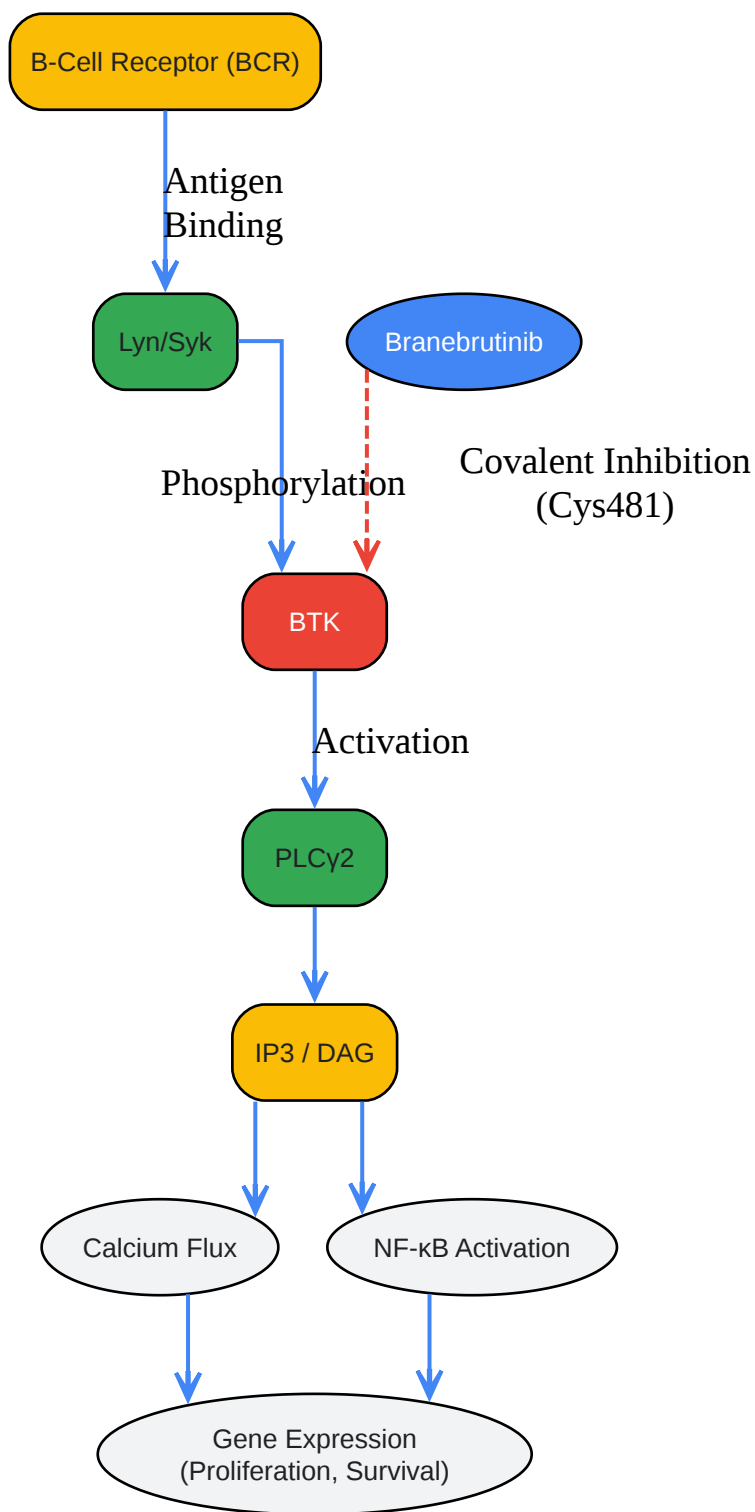 B-Cell Receptor (BCR)
Antigen
Binding
Lyn/Syk
Branebrutinib
Phosphorylation
Covalent Inhibition
(Cys481)
BTK
Activation
PLCγ2
IP3 / DAG
Calcium Flux
NF-κB Activation
Gene Expression
(Proliferation, Survival)